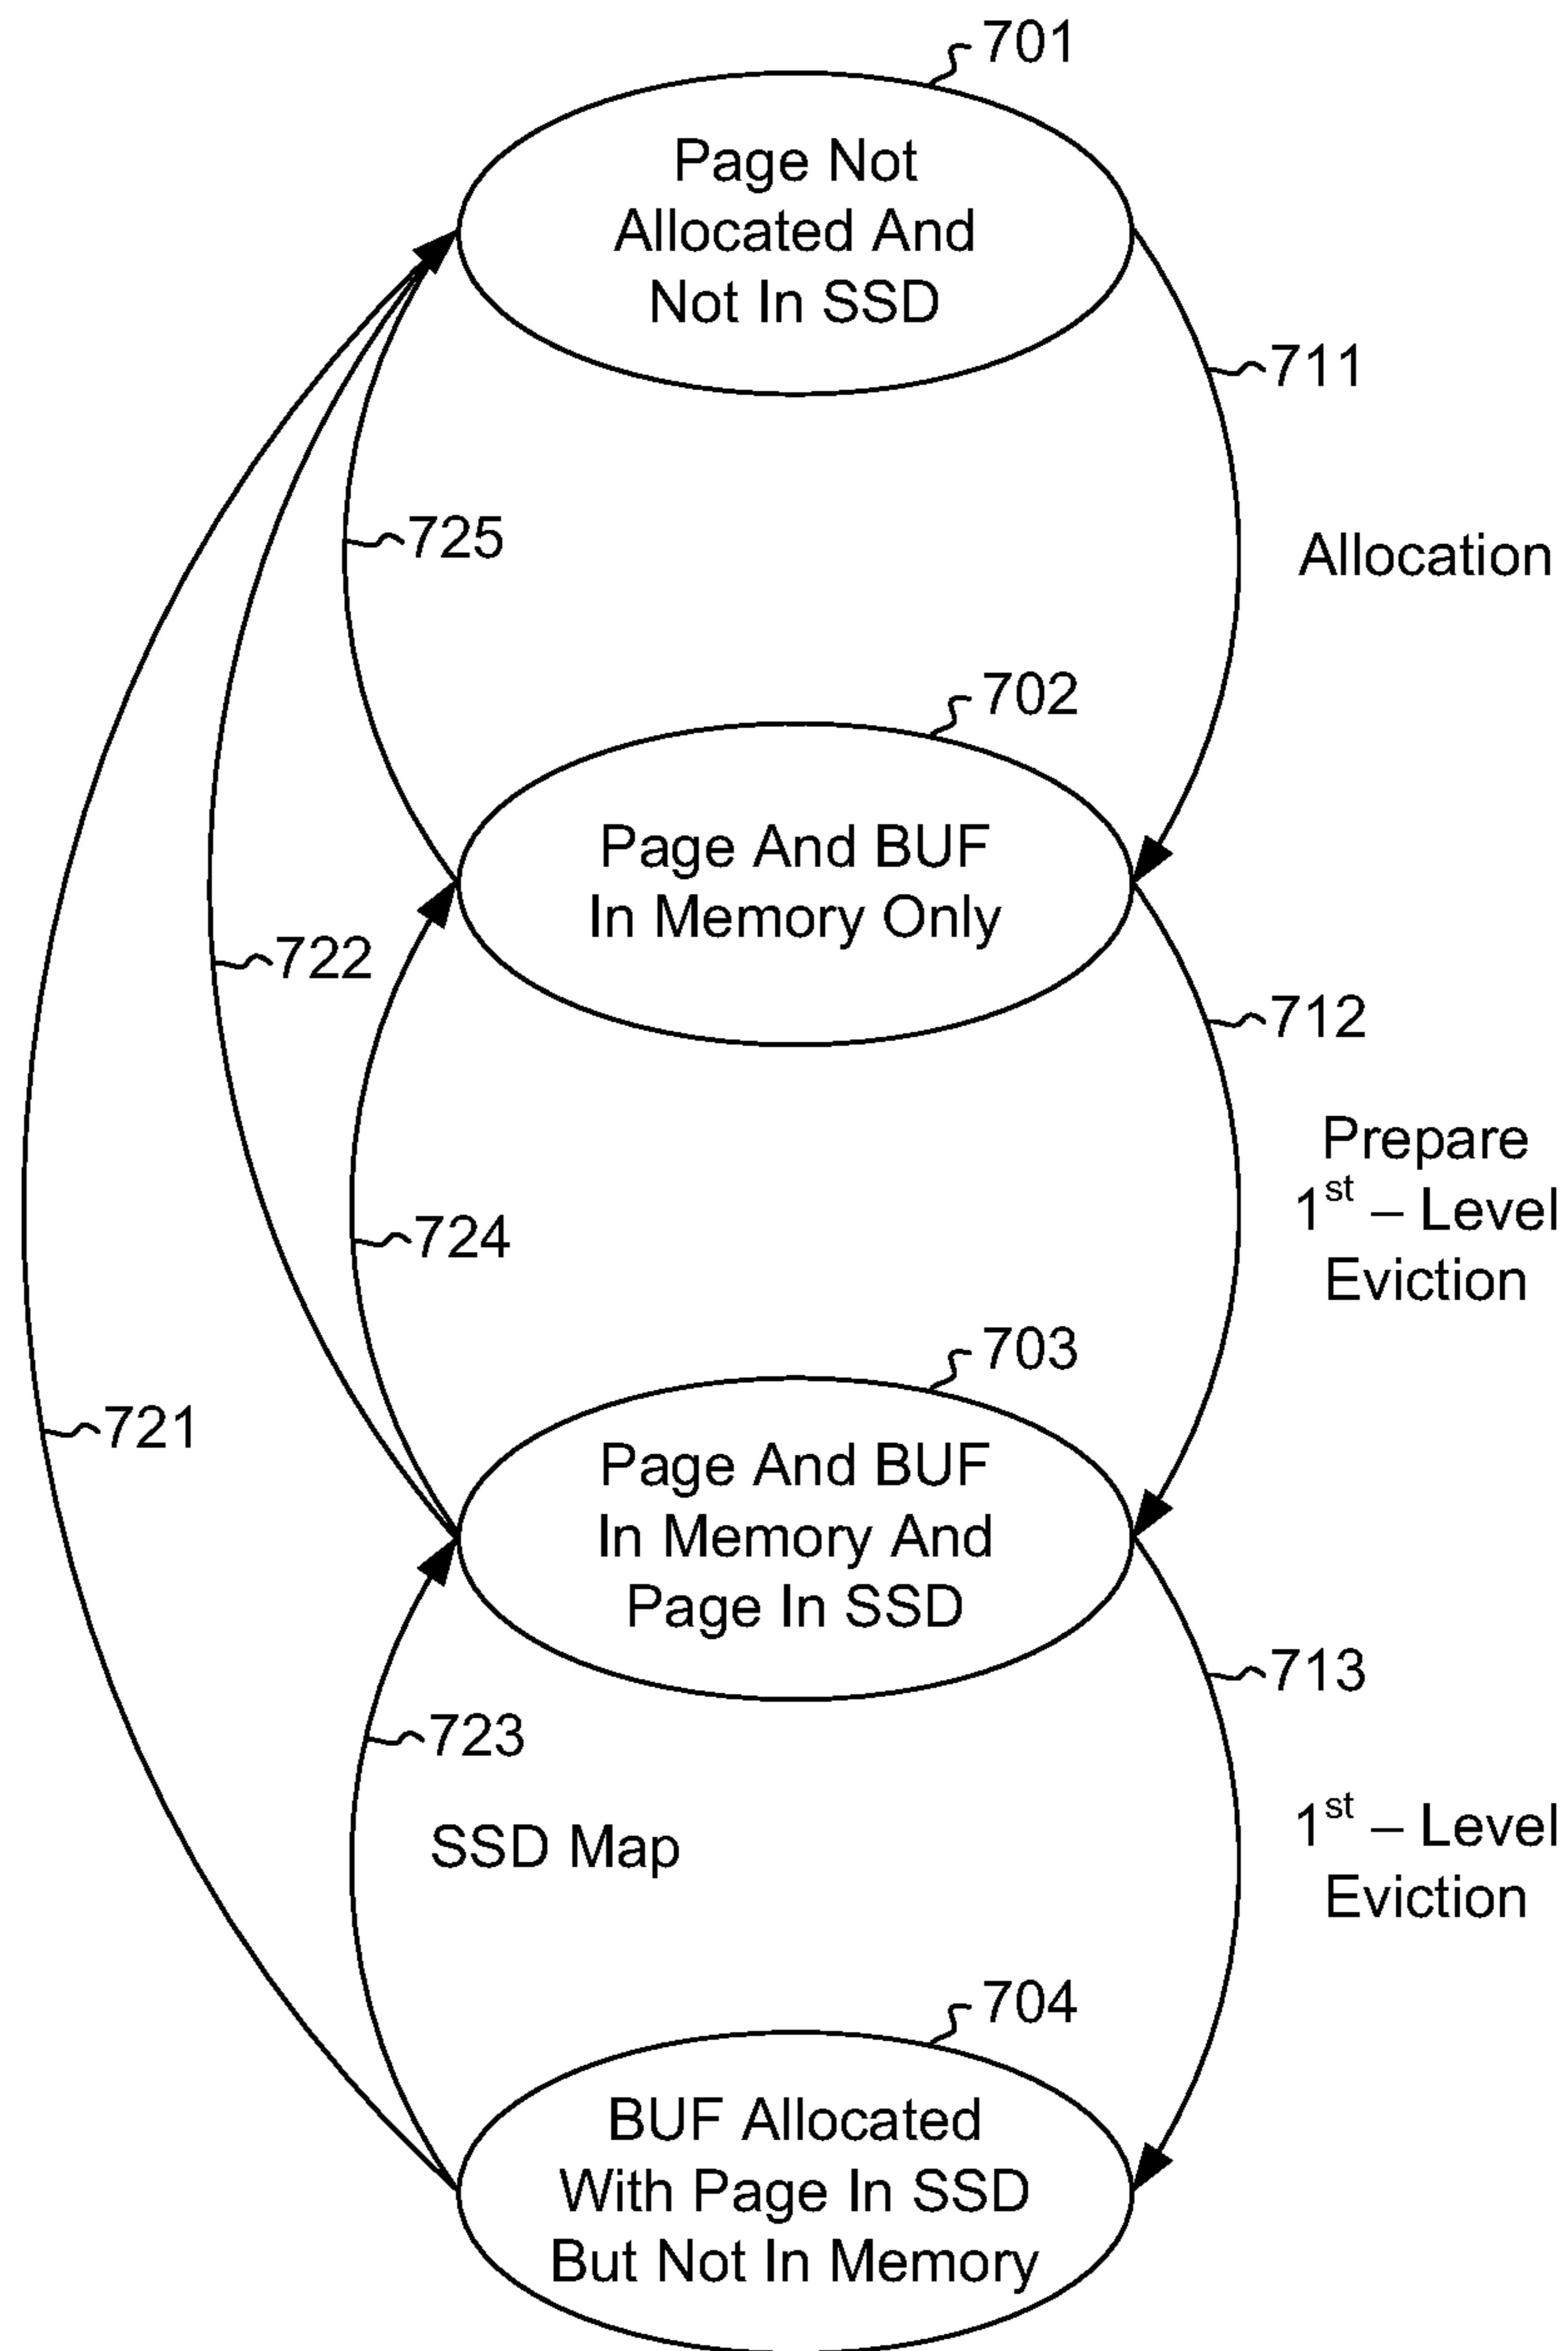 701
Page Not
Allocated And
Not In SSD
711
725
Allocation
702
Page And BUF
In Memory Only
722
712
Prepare
1st – Level
Eviction
724
703
721
Page And BUF
In Memory And
Page In SSD
713
723
SSD Map
1st – Level
Eviction
704
BUF Allocated
With Page In SSD
But Not In Memory